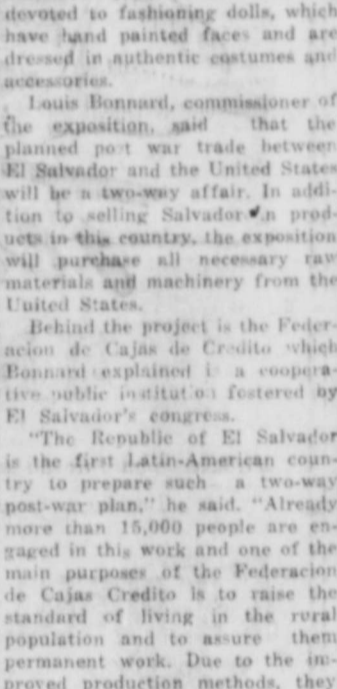 devoted to fashioning dolls, which
have hand painted faces and are
dressed in authentic costumes and
accessories.
Louis Bonnard, commissioner of
the exposition, said that the
planned post war trade between
El Salvador and the United States
will be a two-way affair. In addi-
tion to selling Salvadoran prod-
ucts in this country, the exposition
will purchase all necessary raw
materials and machinery from the
United States.
Behind the project is the Feder-
acion de Cajas de Credito which
Bonnard explained is a coopera-
tive public institution fostered by
El Salvador's congress.
"The Republic of El Salvador
is the first Latin-American coun-
try to prepare such a two-way
post-war plan," he said. "Already
more than 15,000 people are en-
gaged in this work and one of the
main purposes of the Federacion
de Cajas Credito is to raise the
standard of living in the rural
population and to assure them
permanent work. Due to the im-
proved production methods, they